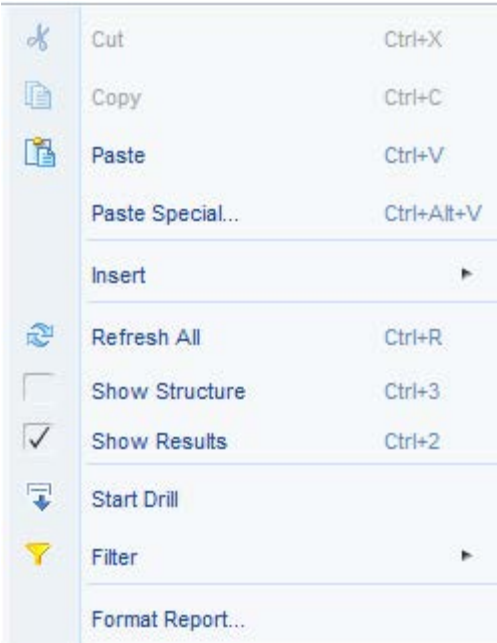 Cut Ctrl+X
Copy Ctrl+C
Paste Ctrl+V
Paste Special... Ctrl+Alt+V
Insert
Refresh All Ctrl+R
Show Structure Ctrl+3
Show Results Ctrl+2
Start Drill
Filter
Format Report...